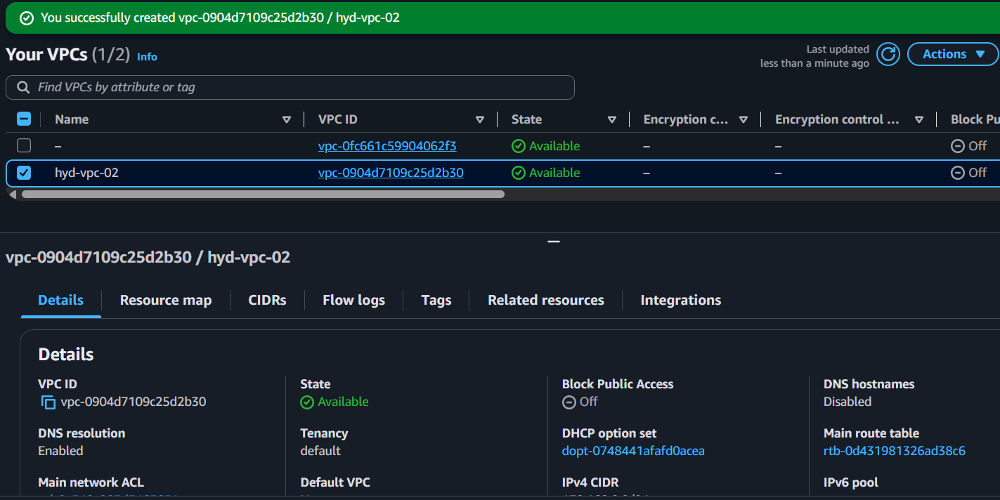 You successfully created vpc-0904d7109c25d2b30 / hyd-vpc-02
Your VPCs (1/2) Info
Last updated
less than a minute ago
Actions
Find VPCs by attribute or tag
Name VPC ID State Encryption c... Encryption control ... Block Pu
– vpc-0fc661c59904062f3 Available – – Off
hyd-vpc-02 vpc-0904d7109c25d2b30 Available – – Off
vpc-0904d7109c25d2b30 / hyd-vpc-02
Details Resource map CIDRs Flow logs Tags Related resources Integrations
Details
VPC ID State Block Public Access DNS hostnames
vpc-0904d7109c25d2b30 Available Off Disabled
DNS resolution Tenancy DHCP option set Main route table
Enabled default dopt-0748441afafd0acea rtb-0d431981326ad38c6
Main network ACL Default VPC IPv4 CIDR IPv6 pool